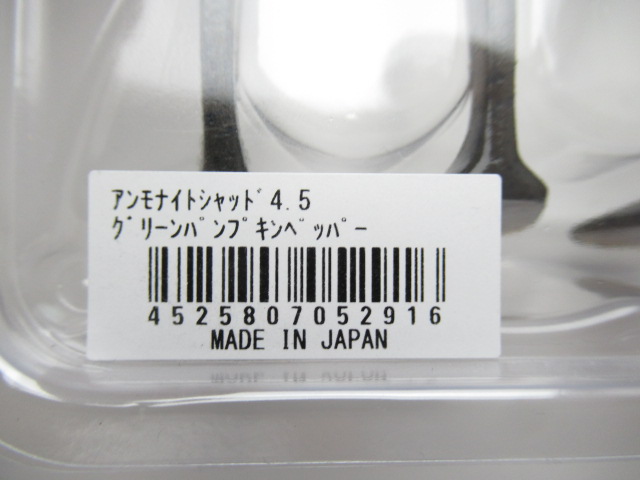 ｱﾝﾓﾅｲﾄｼｬｯﾄﾞ4.5
ｸﾞﾘｰﾝﾊﾟﾝﾌﾟｷﾝﾍﾟｯﾊﾟｰ
4525807052916
MADE IN JAPAN